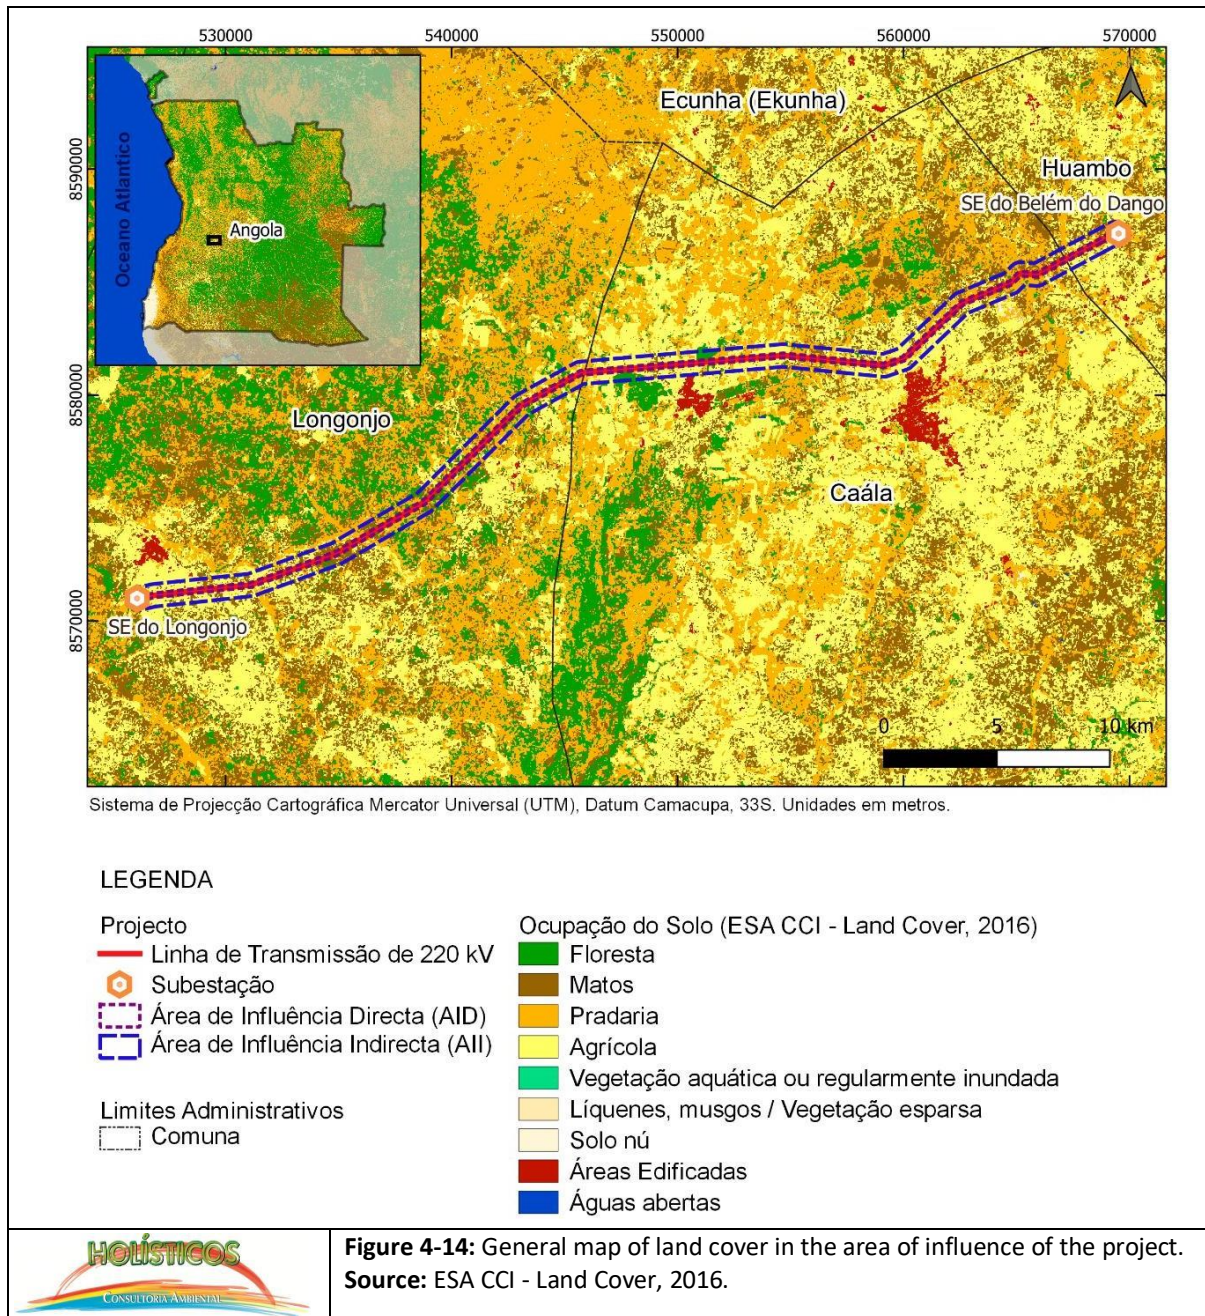 530000 540000 550000 560000 570000
Ecunha (Ekunha)
8590000
Huambo
SE do Belém do Dango
Oceano Atlantico
Angola
8580000
Longonjo
Caála
8570000
SE do Longonjo
0 5 10 km
Sistema de Projecção Cartográfica Mercator Universal (UTM), Datum Camacupa, 33S. Unidades em metros.
LEGENDA
Projecto
Linha de Transmissão de 220 kV
Subestação
Área de Influência Directa (AID)
Área de Influência Indirecta (AII)
Limites Administrativos
Comuna
Ocupação do Solo (ESA CCI - Land Cover, 2016)
Floresta
Matos
Pradaria
Agrícola
Vegetação aquática ou regularmente inundada
Líquenes, musgos / Vegetação esparsa
Solo nú
Áreas Edificadas
Águas abertas
HOLÍSTICOS
CONSULTORIA AMBIENTAL
Figure 4-14: General map of land cover in the area of influence of the project.
Source: ESA CCI - Land Cover, 2016.